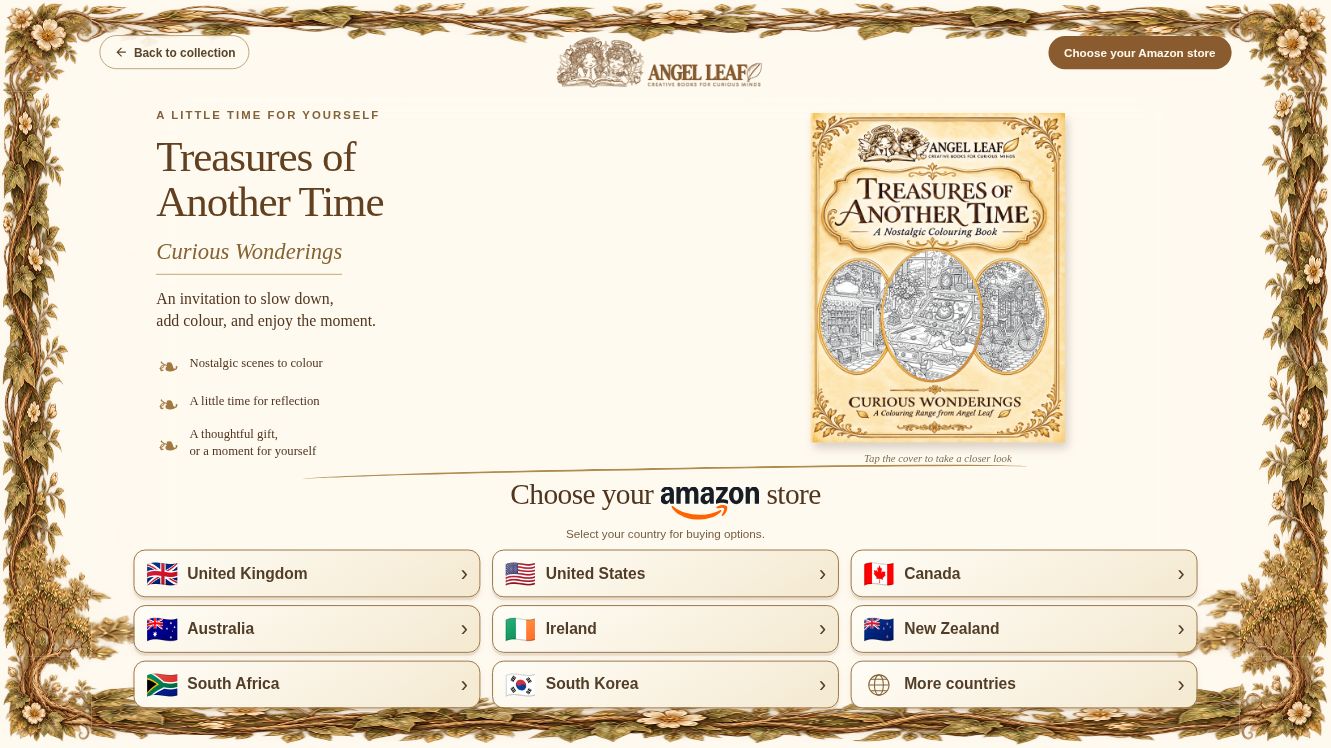 ← Back to collection
ANGEL LEAF
CREATIVE BOOKS FOR CURIOUS MINDS
Choose your Amazon store
A LITTLE TIME FOR YOURSELF
Treasures of
Another Time
Curious Wonderings
An invitation to slow down,
add colour, and enjoy the moment.
Nostalgic scenes to colour
A little time for reflection
A thoughtful gift,
or a moment for yourself
ANGEL LEAF
CREATIVE BOOKS FOR CURIOUS MINDS
TREASURES OF
ANOTHER TIME
A Nostalgic Colouring Book
CURIOUS WONDERINGS
A Colouring Range from Angel Leaf
Tap the cover to take a closer look
Choose your amazon store
Select your country for buying options.
United Kingdom ›
United States ›
Canada ›
Australia ›
Ireland ›
New Zealand ›
South Africa ›
South Korea ›
More countries ›